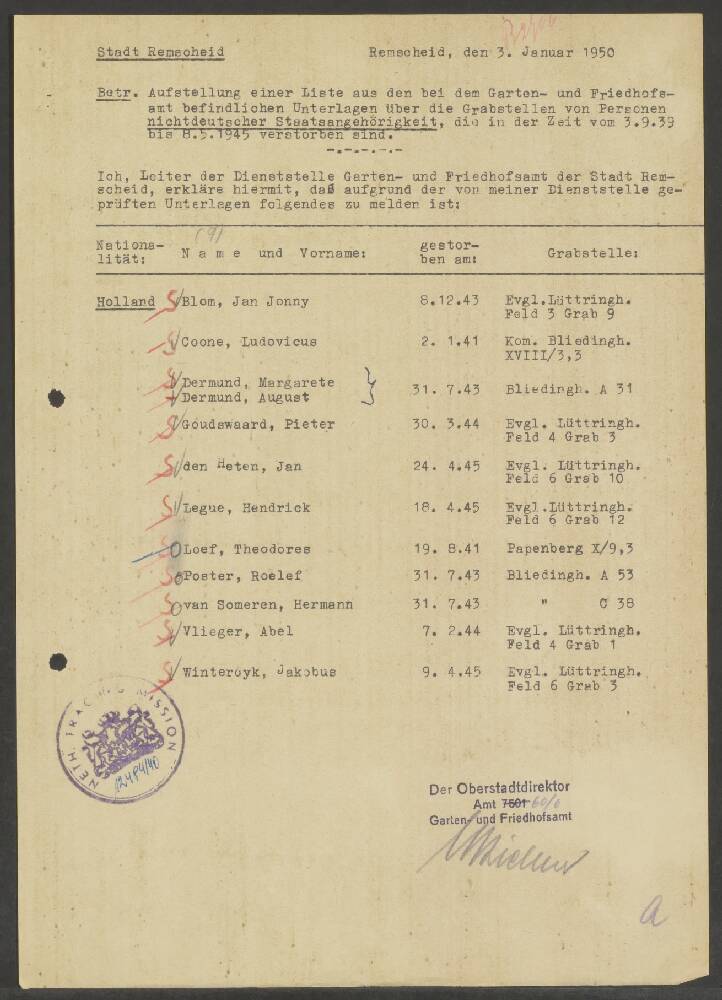 Stadt Remscheid Remscheid, den 3. Januar 1950
Betr. Aufstellung einer Liste aus den bei dem Garten- und Friedhofs-
amt befindlichen Unterlagen über die Grabstellen von Personen
nichtdeutscher Staatsangehörigkeit, die in der Zeit vom 3.9.39
bis 8.5.1945 verstorben sind.
-.-.-.-.-
Ich, Leiter der Dienststelle Garten- und Friedhofsamt der Stadt Rem-
scheid, erkläre hiermit, daß aufgrund der von meiner Dienststelle ge-
prüften Unterlagen folgendes zu melden ist:
(9)
Nationa- gestor-
lität: N a m e und Vorname: ben am: Grabstelle:
Holland Blom, Jan Jonny 8.12.43 Evgl.Lüttringh.
Feld 3 Grab 9
Coone, Ludovicus 2. 1.41 Kom. Bliedingh.
XVIII/3,3
Dermund, Margarete
Dermund, August 31. 7.43 Bliedingh. A 31
Goudswaard, Pieter 30. 3.44 Evgl. Lüttringh.
Feld 4 Grab 3
den Heten, Jan 24. 4.45 Evgl. Lüttringh.
Feld 6 Grab 10
Legue, Hendrick 18. 4.45 Evgl.Lüttringh.
Feld 6 Grab 12
Loef, Theodores 19. 8.41 Papenberg X/9,3
Poster, Roelef 31. 7.43 Bliedingh. A 53
van Someren, Hermann 31. 7.43 " C 38
Vlieger, Abel 7. 2.44 Evgl. Lüttringh.
Feld 4 Grab 1
Winterdyk, Jakobus 9. 4.45 Evgl. Lüttringh.
Feld 6 Grab 3
NETH. TRACING MISSION
Der Oberstadtdirektor
Amt 7501 60/6
Garten- und Friedhofsamt
a